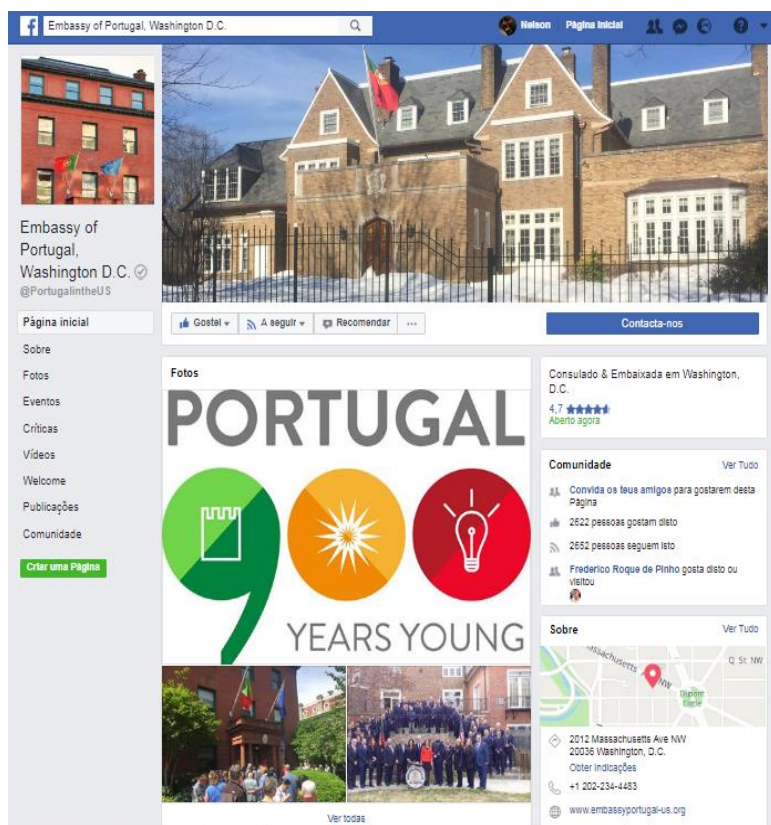 Embassy of Portugal, Washington D.C.
Nelson
Página Inicial
Embassy of
Portugal,
Washington D.C.
@PortugalintheUS
Página inicial
Sobre
Fotos
Eventos
Críticas
Vídeos
Welcome
Publicações
Comunidade
Criar uma Página
Gostei
A seguir
Recomendar
Contacta-nos
Fotos
PORTUGAL
900
YEARS YOUNG
Ver todas
Consulado & Embaixada em Washington,
D.C.
4,7
Aberto agora
Comunidade
Ver Tudo
Convida os teus amigos para gostarem desta
Página
2622 pessoas gostam disto
2652 pessoas seguem isto
Frederico Roque de Pinho gosta disto ou
visitou
Sobre
Ver Tudo
Massachusetts
NW
Q St NW
Dupont
Circle
2012 Massachusetts Ave NW
20036 Washington, D.C.
Obter indicações
+1 202-234-4483
www.embassyportugal-us.org